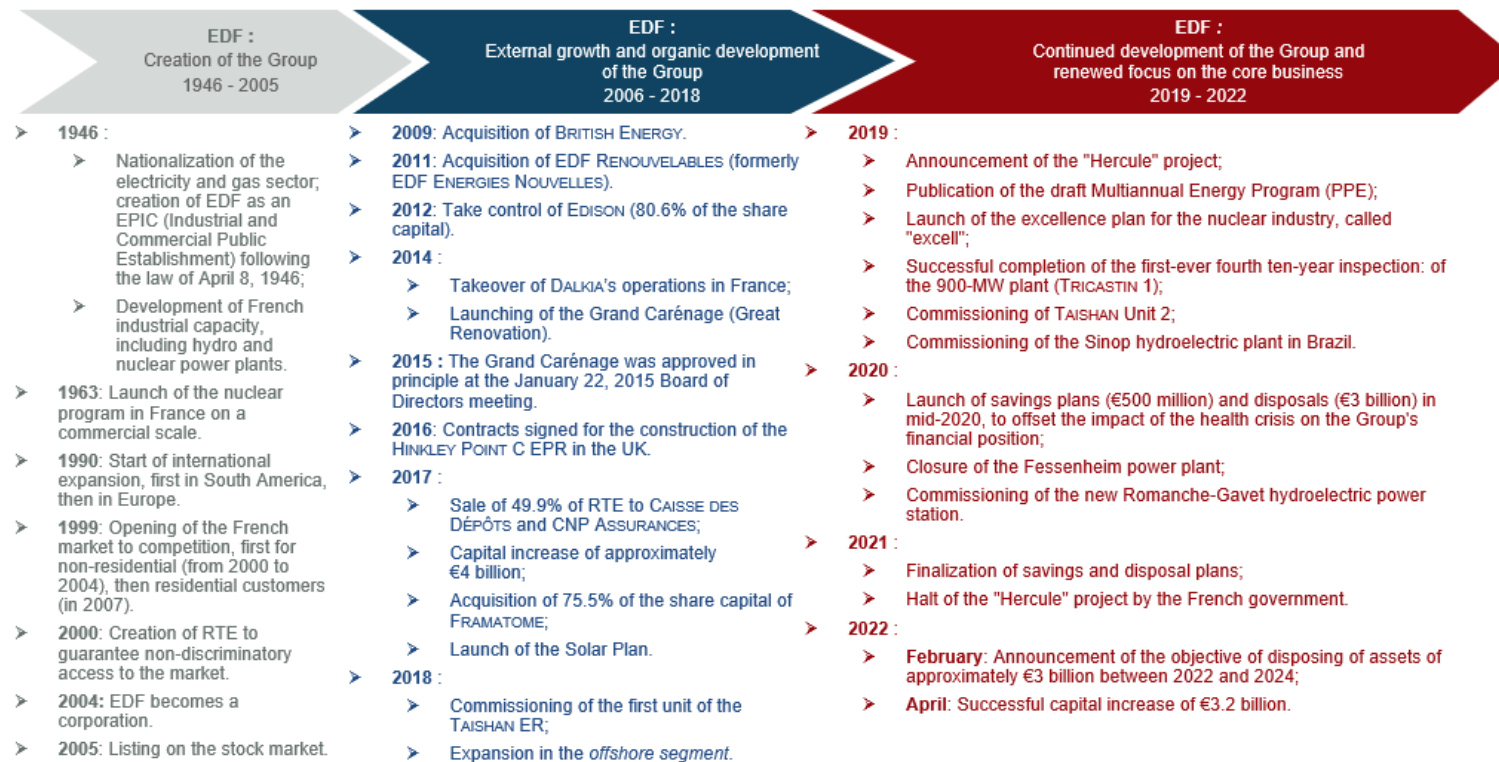 EDF :
Creation of the Group
1946 - 2005
EDF :
External growth and organic development
of the Group
2006 - 2018
EDF :
Continued development of the Group and
renewed focus on the core business
2019 - 2022
➢ 1946 :
➢ Nationalization of the
electricity and gas sector;
creation of EDF as an
EPIC (Industrial and
Commercial Public
Establishment) following
the law of April 8, 1946;
➢ Development of French
industrial capacity,
including hydro and
nuclear power plants.
➢ 1963: Launch of the nuclear
program in France on a
commercial scale.
➢ 1990: Start of international
expansion, first in South America,
then in Europe.
➢ 1999: Opening of the French
market to competition, first for
non-residential (from 2000 to
2004), then residential customers
(in 2007).
➢ 2000: Creation of RTE to
guarantee non-discriminatory
access to the market.
➢ 2004: EDF becomes a
corporation.
➢ 2005: Listing on the stock market.
➢ 2009: Acquisition of BRITISH ENERGY.
➢ 2011: Acquisition of EDF RENOUVELABLES (formerly
EDF ENERGIES NOUVELLES).
➢ 2012: Take control of EDISON (80.6% of the share
capital).
➢ 2014 :
➢ Takeover of DALKIA's operations in France;
➢ Launching of the Grand Carénage (Great
Renovation).
➢ 2015 : The Grand Carénage was approved in
principle at the January 22, 2015 Board of
Directors meeting.
➢ 2016: Contracts signed for the construction of the
HINKLEY POINT C EPR in the UK.
➢ 2017 :
➢ Sale of 49.9% of RTE to CAISSE DES
DÉPÔTS and CNP ASSURANCES;
➢ Capital increase of approximately
€4 billion;
➢ Acquisition of 75.5% of the share capital of
FRAMATOME;
➢ Launch of the Solar Plan.
➢ 2018 :
➢ Commissioning of the first unit of the
TAISHAN ER;
➢ Expansion in the offshore segment.
➢ 2019 :
➢ Announcement of the "Hercule" project;
➢ Publication of the draft Multiannual Energy Program (PPE);
➢ Launch of the excellence plan for the nuclear industry, called
"excell";
➢ Successful completion of the first-ever fourth ten-year inspection: of
the 900-MW plant (TRICASTIN 1);
➢ Commissioning of TAISHAN Unit 2;
➢ Commissioning of the Sinop hydroelectric plant in Brazil.
➢ 2020 :
➢ Launch of savings plans (€500 million) and disposals (€3 billion) in
mid-2020, to offset the impact of the health crisis on the Group's
financial position;
➢ Closure of the Fessenheim power plant;
➢ Commissioning of the new Romanche-Gavet hydroelectric power
station.
➢ 2021 :
➢ Finalization of savings and disposal plans;
➢ Halt of the "Hercule" project by the French government.
➢ 2022 :
➢ February: Announcement of the objective of disposing of assets of
approximately €3 billion between 2022 and 2024;
➢ April: Successful capital increase of €3.2 billion.